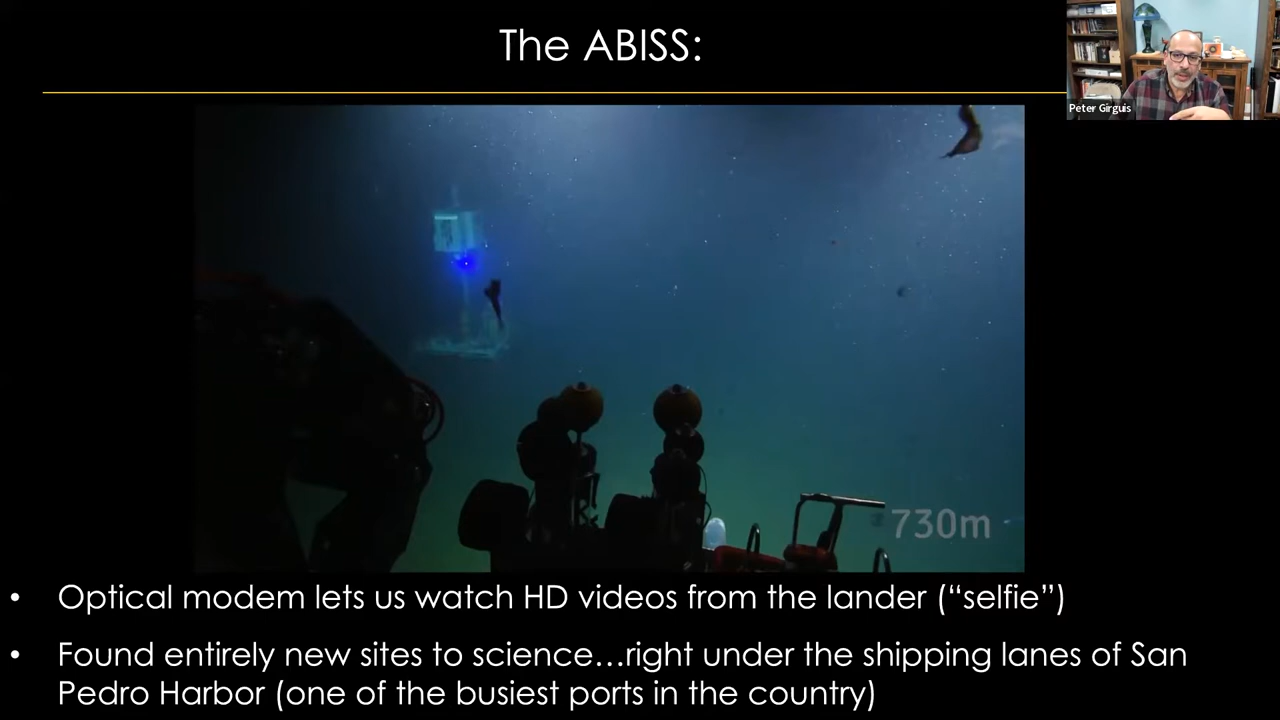 The ABISS:
Peter Girguis
730m
• Optical modem lets us watch HD videos from the lander (“selfie”)
• Found entirely new sites to science…right under the shipping lanes of San
Pedro Harbor (one of the busiest ports in the country)